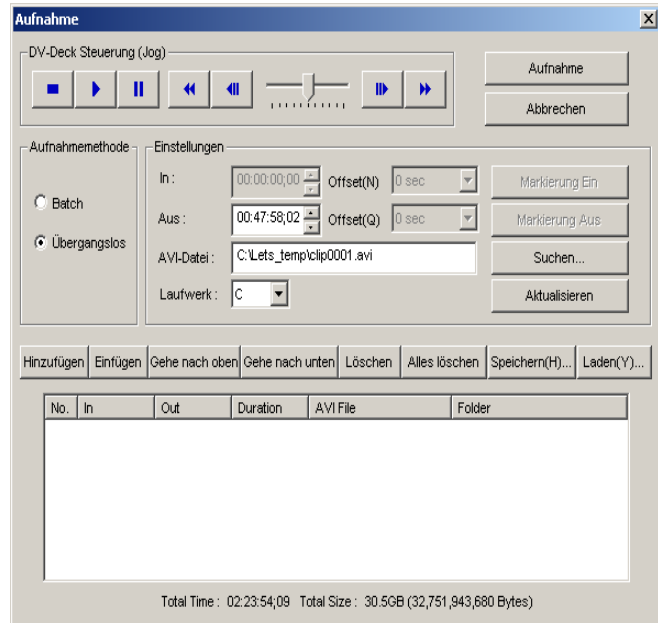 Aufnahme
DV-Deck Steuerung (Jog)
Aufnahme
Abbrechen
Aufnahmemethode
Batch
Übergangslos
Einstellungen
In :
00:00:00;00
Offset(N)
0 sec
Markierung Ein
Aus :
00:47:58;02
Offset(Q)
0 sec
Markierung Aus
AVI-Datei :
C:\Lets_temp\clip0001.avi
Suchen...
Laufwerk :
C
Aktualisieren
Hinzufügen Einfügen Gehe nach oben Gehe nach unten Löschen Alles löschen Speichern(H)... Laden(Y)...
No. In Out Duration AVI File Folder
Total Time : 02:23:54;09 Total Size : 30.5GB (32,751,943,680 Bytes)